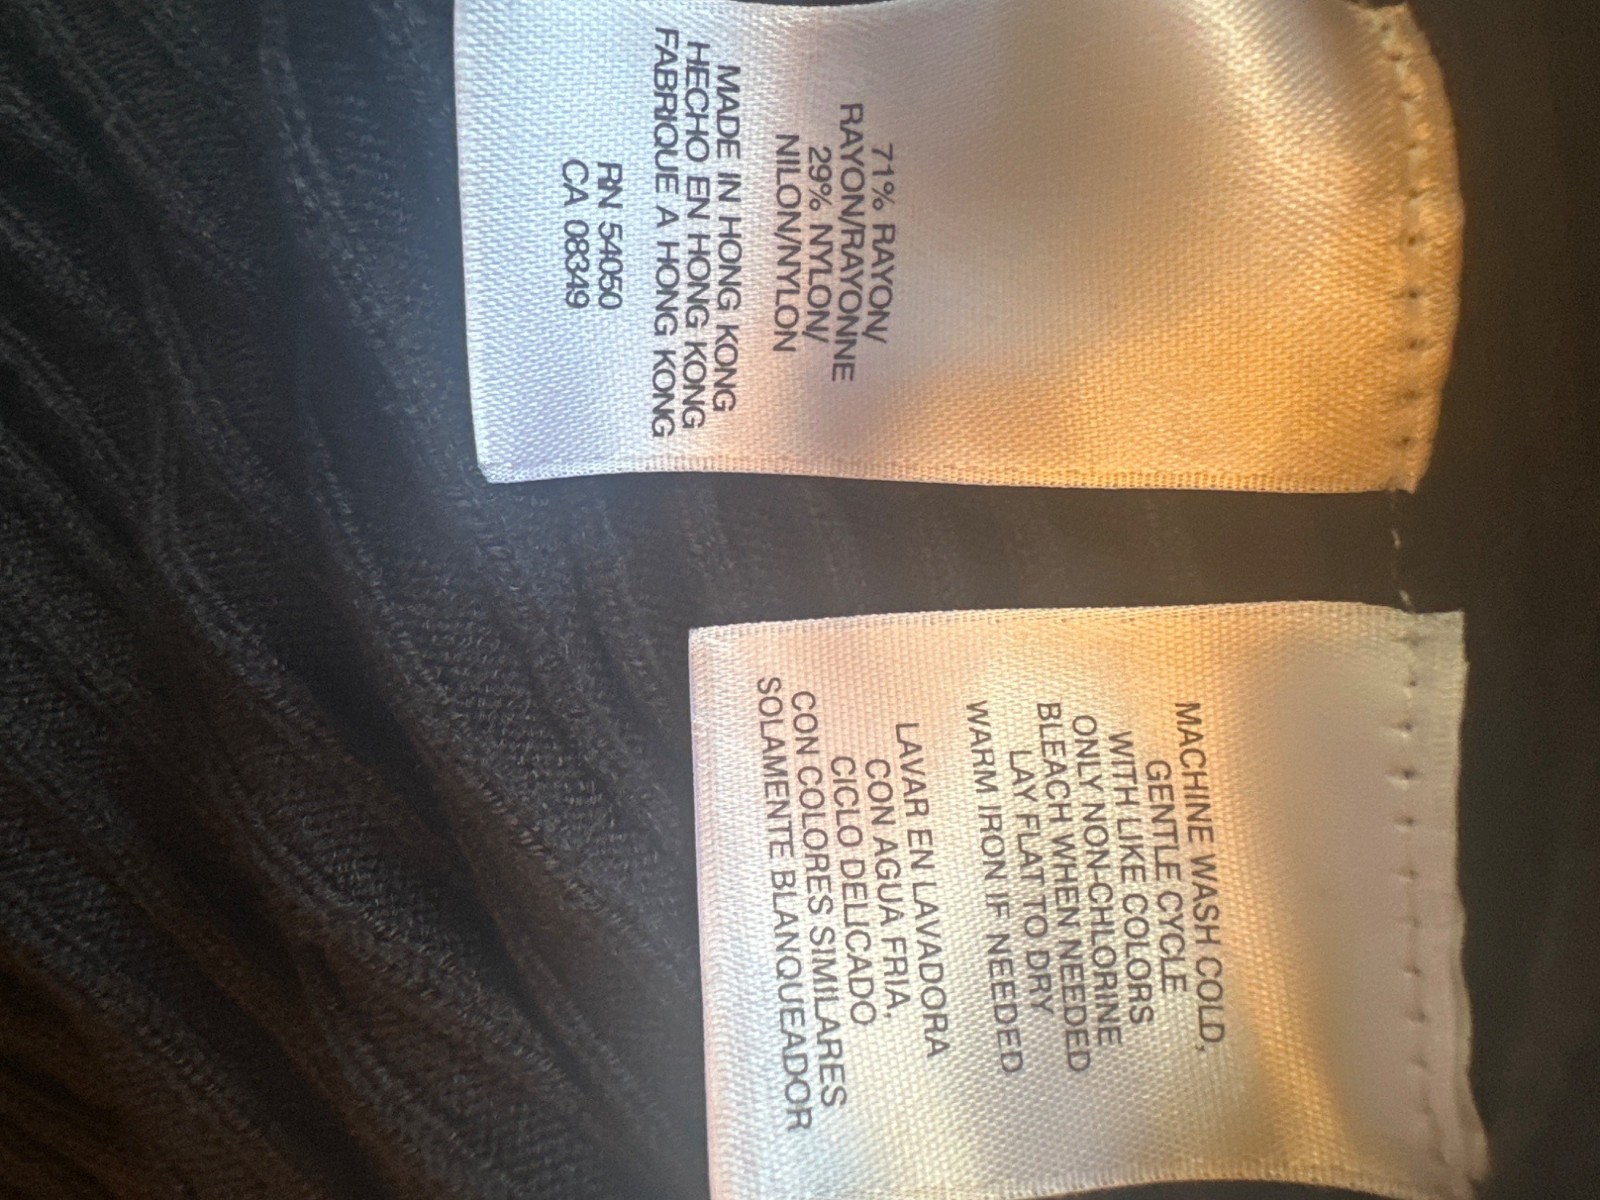 71% RAYON/
RAYON/RAYONNE
29% NYLON/
NILON/NYLON
MADE IN HONG KONG
HECHO EN HONG KONG
FABRIQUE A HONG KONG
RN 54050
CA 08349
MACHINE WASH COLD,
GENTLE CYCLE
WITH LIKE COLORS
ONLY NON-CHLORINE
BLEACH WHEN NEEDED
LAY FLAT TO DRY
WARM IRON IF NEEDED
LAVAR EN LAVADORA
CON AGUA FRIA,
CICLO DELICADO
CON COLORES SIMILARES
SOLAMENTE BLANQUEADOR